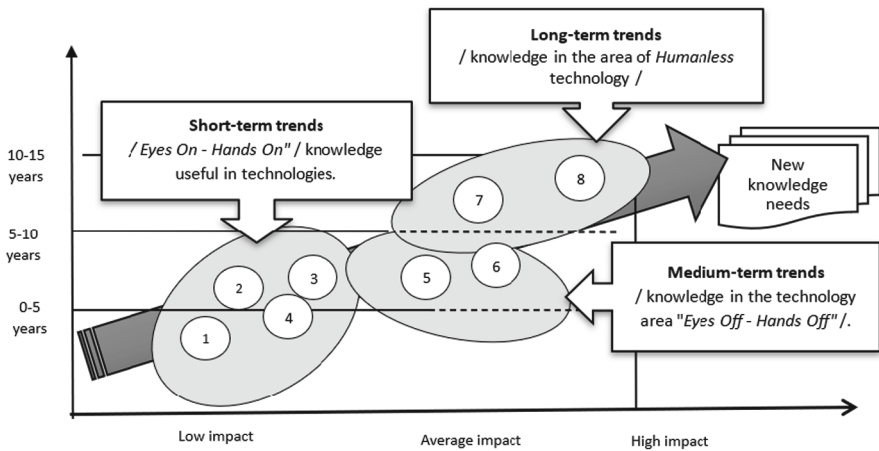 Long-term trends
/ knowledge in the area of Humanless
technology /
Short-term trends
/ Eyes On - Hands On" / knowledge
useful in technologies.
10-15
years
New
knowledge
needs
8
7
5-10
years
Medium-term trends
/ knowledge in the technology
area "Eyes Off - Hands Off"/.
6
5
3
2
0-5
years
4
1
Low impact
Average impact
High impact